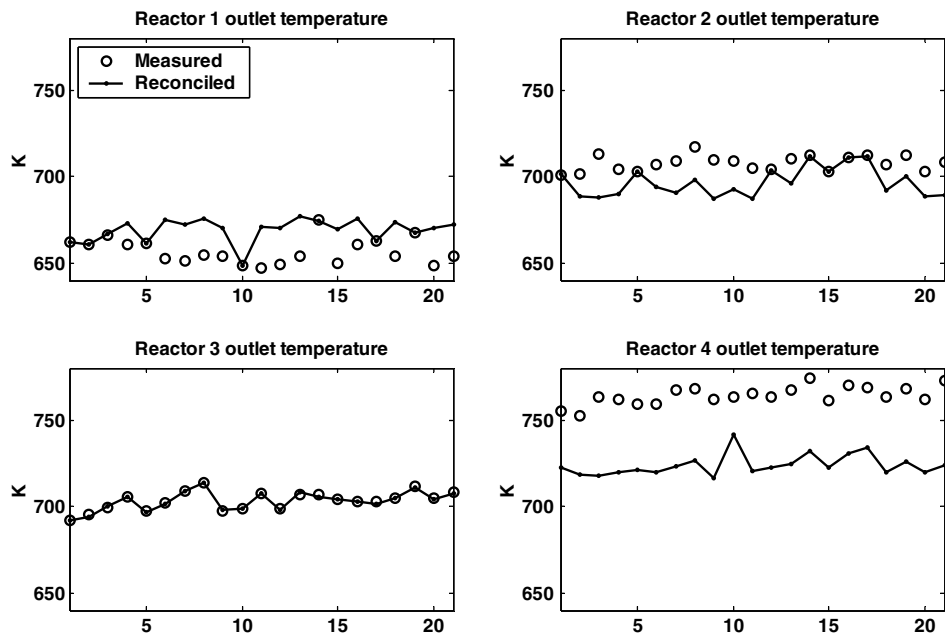 Reactor 1 outlet temperature
Measured
Reconciled
K
750
700
650
5
10
15
20
Reactor 2 outlet temperature
K
750
700
650
5
10
15
20
Reactor 3 outlet temperature
K
750
700
650
5
10
15
20
Reactor 4 outlet temperature
K
750
700
650
5
10
15
20